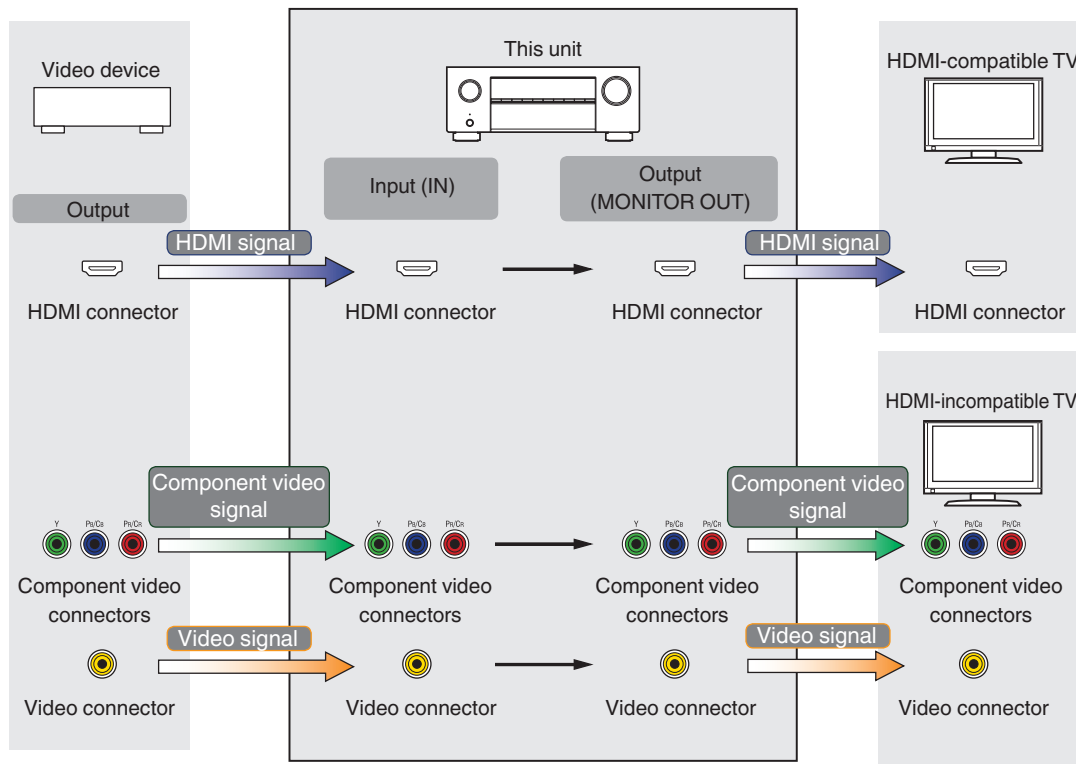 Video device
This unit
HDMI-compatible TV
Input (IN)
Output
(MONITOR OUT)
Output
HDMI signal
HDMI signal
HDMI connector
HDMI connector
HDMI connector
HDMI connector
HDMI-incompatible TV
Component video
signal
Component video
signal
Y PB/CB PR/CR
Y PB/CB PR/CR
Y PB/CB PR/CR
Y PB/CB PR/CR
Component video
connectors
Component video
connectors
Component video
connectors
Component video
connectors
Video signal
Video signal
Video connector
Video connector
Video connector
Video connector